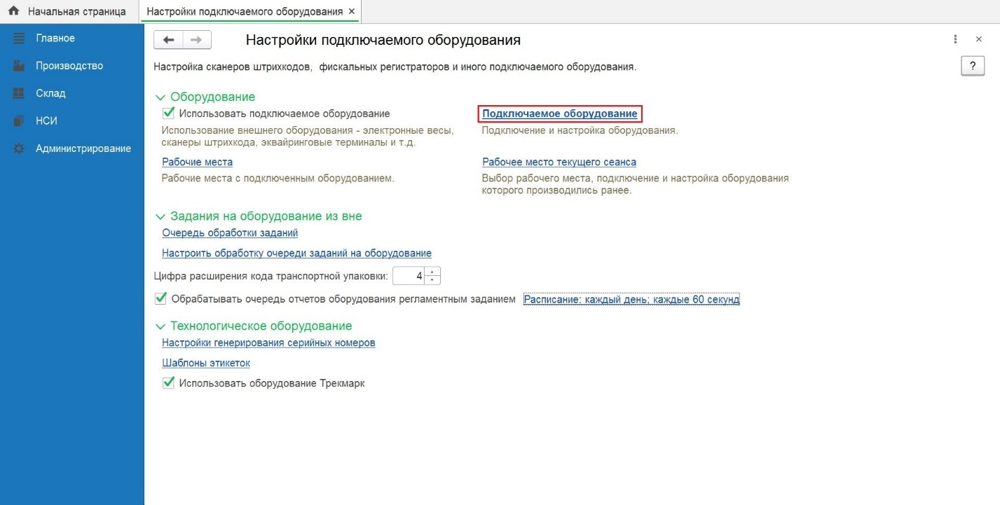 Начальная страница
Настройки подключаемого оборудования ×
Главное
Производство
Склад
НСИ
Администрирование
Настройки подключаемого оборудования
Настройка сканеров штрихкодов, фискальных регистраторов и иного подключаемого оборудования.
?
Оборудование
Использовать подключаемое оборудование
Использование внешнего оборудования - электронные весы,
сканеры штрихкода, эквайринговые терминалы и т.д.
Подключаемое оборудование
Подключение и настройка оборудования.
Рабочие места
Рабочие места с подключенным оборудованием.
Рабочее место текущего сеанса
Выбор рабочего места, подключение и настройка оборудования
которого производились ранее.
Задания на оборудование из вне
Очередь обработки заданий
Настроить обработку очереди заданий на оборудование
Цифра расширения кода транспортной упаковки: 4
Обрабатывать очередь отчетов оборудования регламентным заданием Расписание: каждый день; каждые 60 секунд
Технологическое оборудование
Настройки генерирования серийных номеров
Шаблоны этикеток
Использовать оборудование Трекмарк